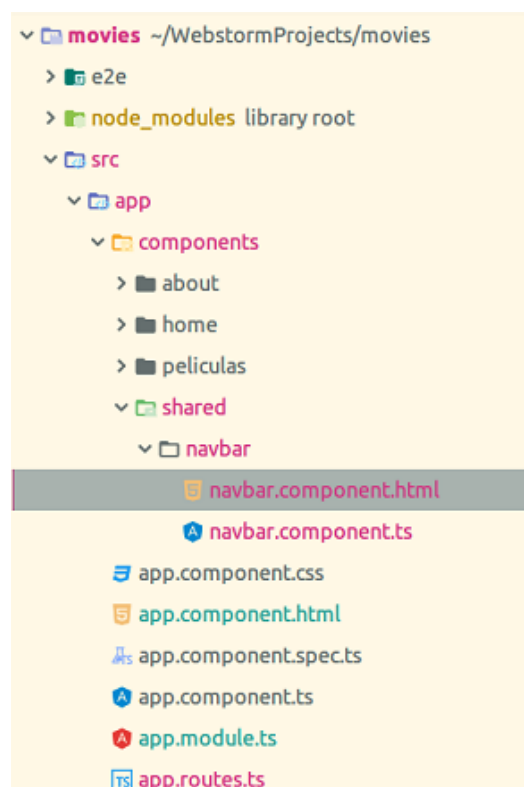 movies ~/WebstormProjects/movies
e2e
node_modules library root
src
app
components
about
home
peliculas
shared
navbar
navbar.component.html
navbar.component.ts
app.component.css
app.component.html
app.component.spec.ts
app.component.ts
app.module.ts
app.routes.ts